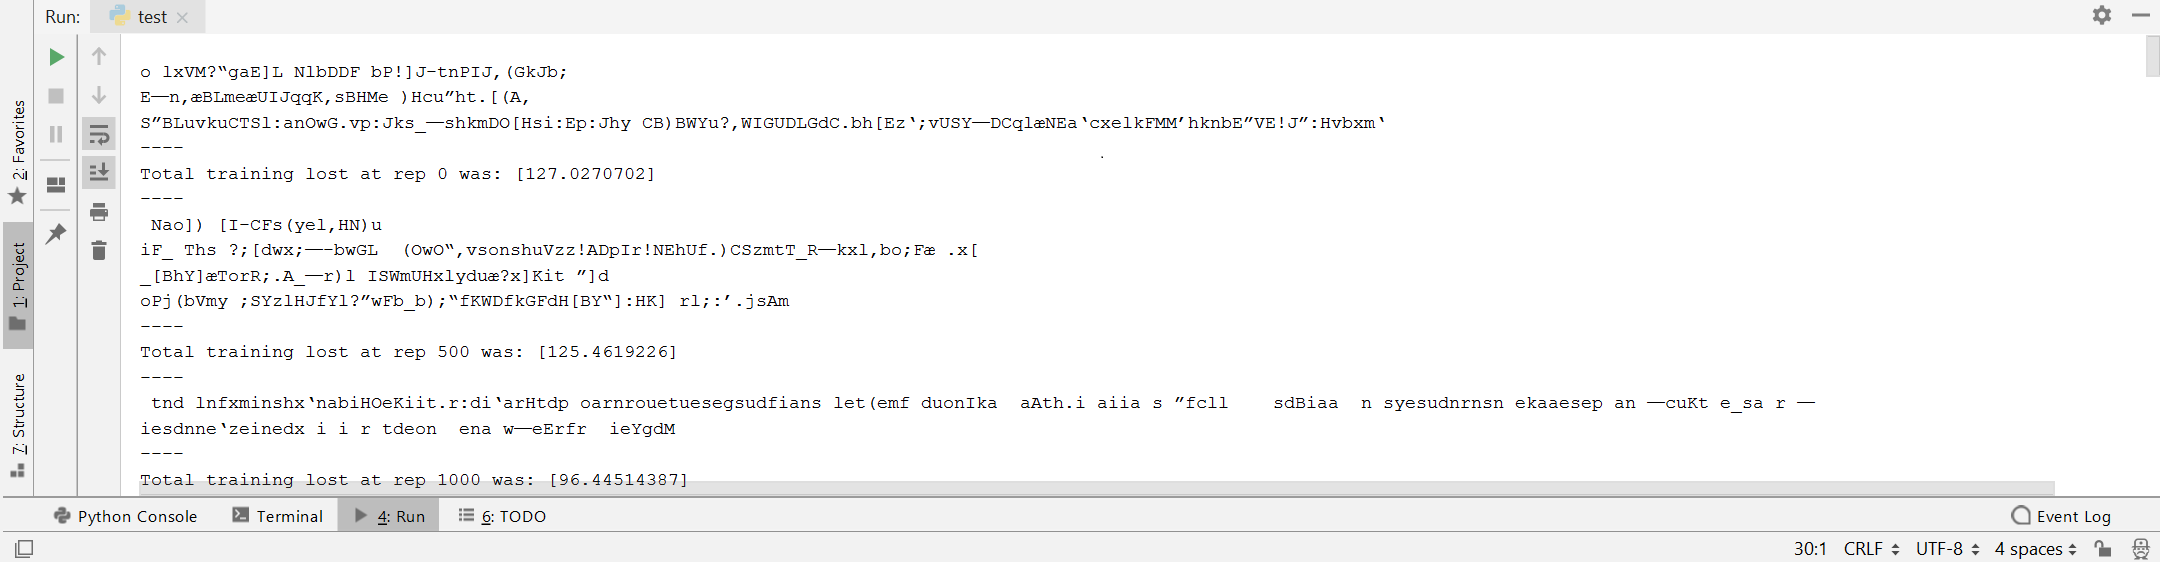 Run: test
o lxVM?‟gaE]L NlbDDF bP!]J-tnPIJ,(GkJb;
E——n,æBLmeæUIJqqK,sBHMe )Hcu”ht.[(A,
S”BLuvkuCTSl:anOwG.vp:Jks_——shkmDO[Hsi:Ep:Jhy CB)BWYu?,WIGUDLGdC.bh[Ez‛;vUSY——DCqlæNEa‛cxelkFMM’hknbE”VE!J”:Hvbxm‛
----
Total training lost at rep 0 was: [127.0270702]
----
 Nao]) [I-CFs(yel,HN)u
iF_ Ths ?;[dwx;——-bwGL  (OwO‟,vsonshuVzz!ADpIr!NEhUf.)CSzmtT_R——kxl,bo;Fæ .x[
_[BhY]æTorR;.A_——r)l ISWmUHxlyduæ?x]Kit ”]d
oPj(bVmy ;SYzlHJfYl?”wFb_b);‟fKWDfkGFdH[BY‟]:HK] rl;:’.jsAm
----
Total training lost at rep 500 was: [125.4619226]
----
 tnd lnfxminshx‛nabiHOeKiit.r:di‛arHtdp oarnrouetuesegsudfians let(emf duonIka  aAth.i aiia s ”fcll    sdBiaa  n syesudnrnsn ekaaesep an ——cuKt e_sa r ——
iesdnne‛zeinedx i i r tdeon  ena w——eErfr  ieYgdM
----
Total training lost at rep 1000 was: [96.44514387]
2: Favorites
1: Project
7: Structure
Python Console Terminal 4: Run 6: TODO Event Log
30:1 CRLF UTF-8 4 spaces